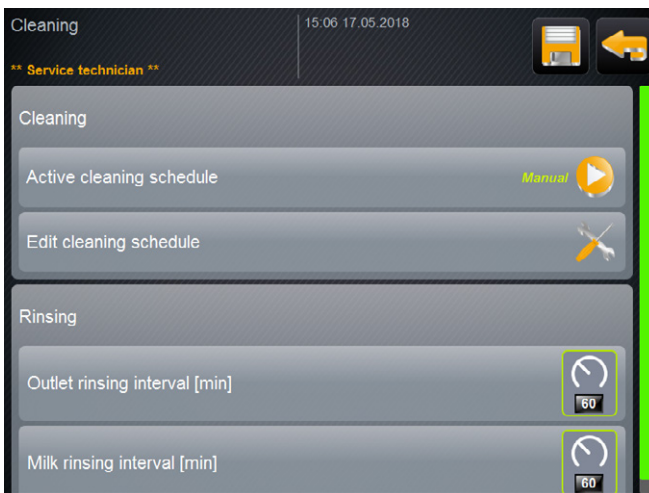 Cleaning
15:06 17.05.2018
** Service technician **
Cleaning
Active cleaning schedule
Manual
Edit cleaning schedule
Rinsing
Outlet rinsing interval [min]
60
Milk rinsing interval [min]
60